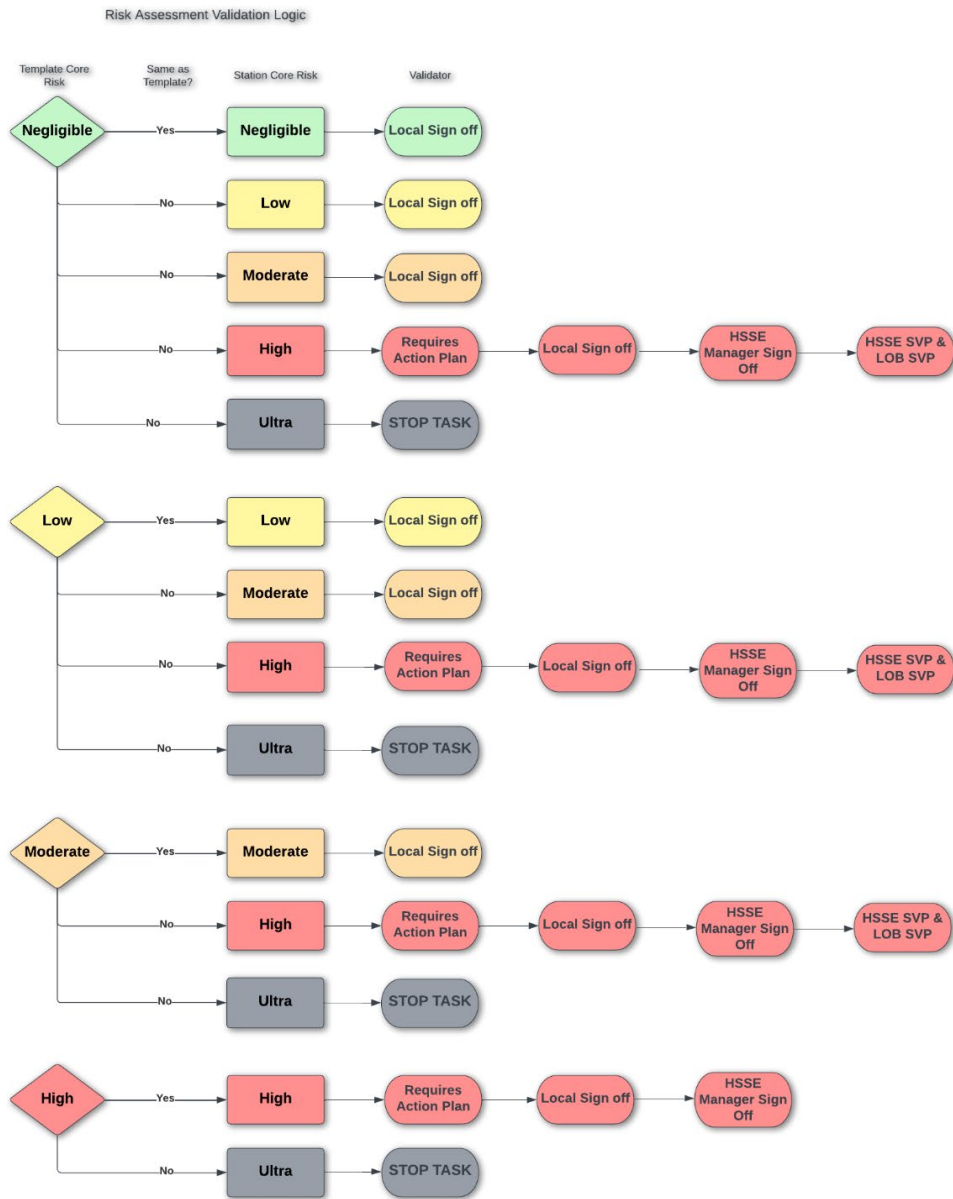 Risk Assessment Validation Logic
Template Core
Risk
Same as
Template?
Station Core Risk
Validator
Negligible
Yes
Negligible
Local Sign off
No
Low
Local Sign off
No
Moderate
Local Sign off
No
High
Requires
Action Plan
Local Sign off
HSSE
Manager Sign
Off
HSSE SVP &
LOB SVP
No
Ultra
STOP TASK
Low
Yes
Low
Local Sign off
No
Moderate
Local Sign off
No
High
Requires
Action Plan
Local Sign off
HSSE
Manager Sign
Off
HSSE SVP &
LOB SVP
No
Ultra
STOP TASK
Moderate
Yes
Moderate
Local Sign off
No
High
Requires
Action Plan
Local Sign off
HSSE
Manager Sign
Off
HSSE SVP &
LOB SVP
No
Ultra
STOP TASK
High
Yes
High
Requires
Action Plan
Local Sign off
HSSE
Manager Sign
Off
No
Ultra
STOP TASK